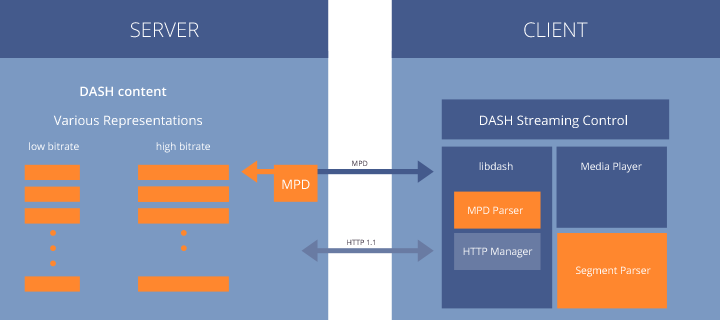 SERVER
DASH content
Various Representations
low bitrate
high bitrate
MPD
MPD
HTTP 1.1
CLIENT
DASH Streaming Control
libdash
Media Player
MPD Parser
HTTP Manager
Segment Parser